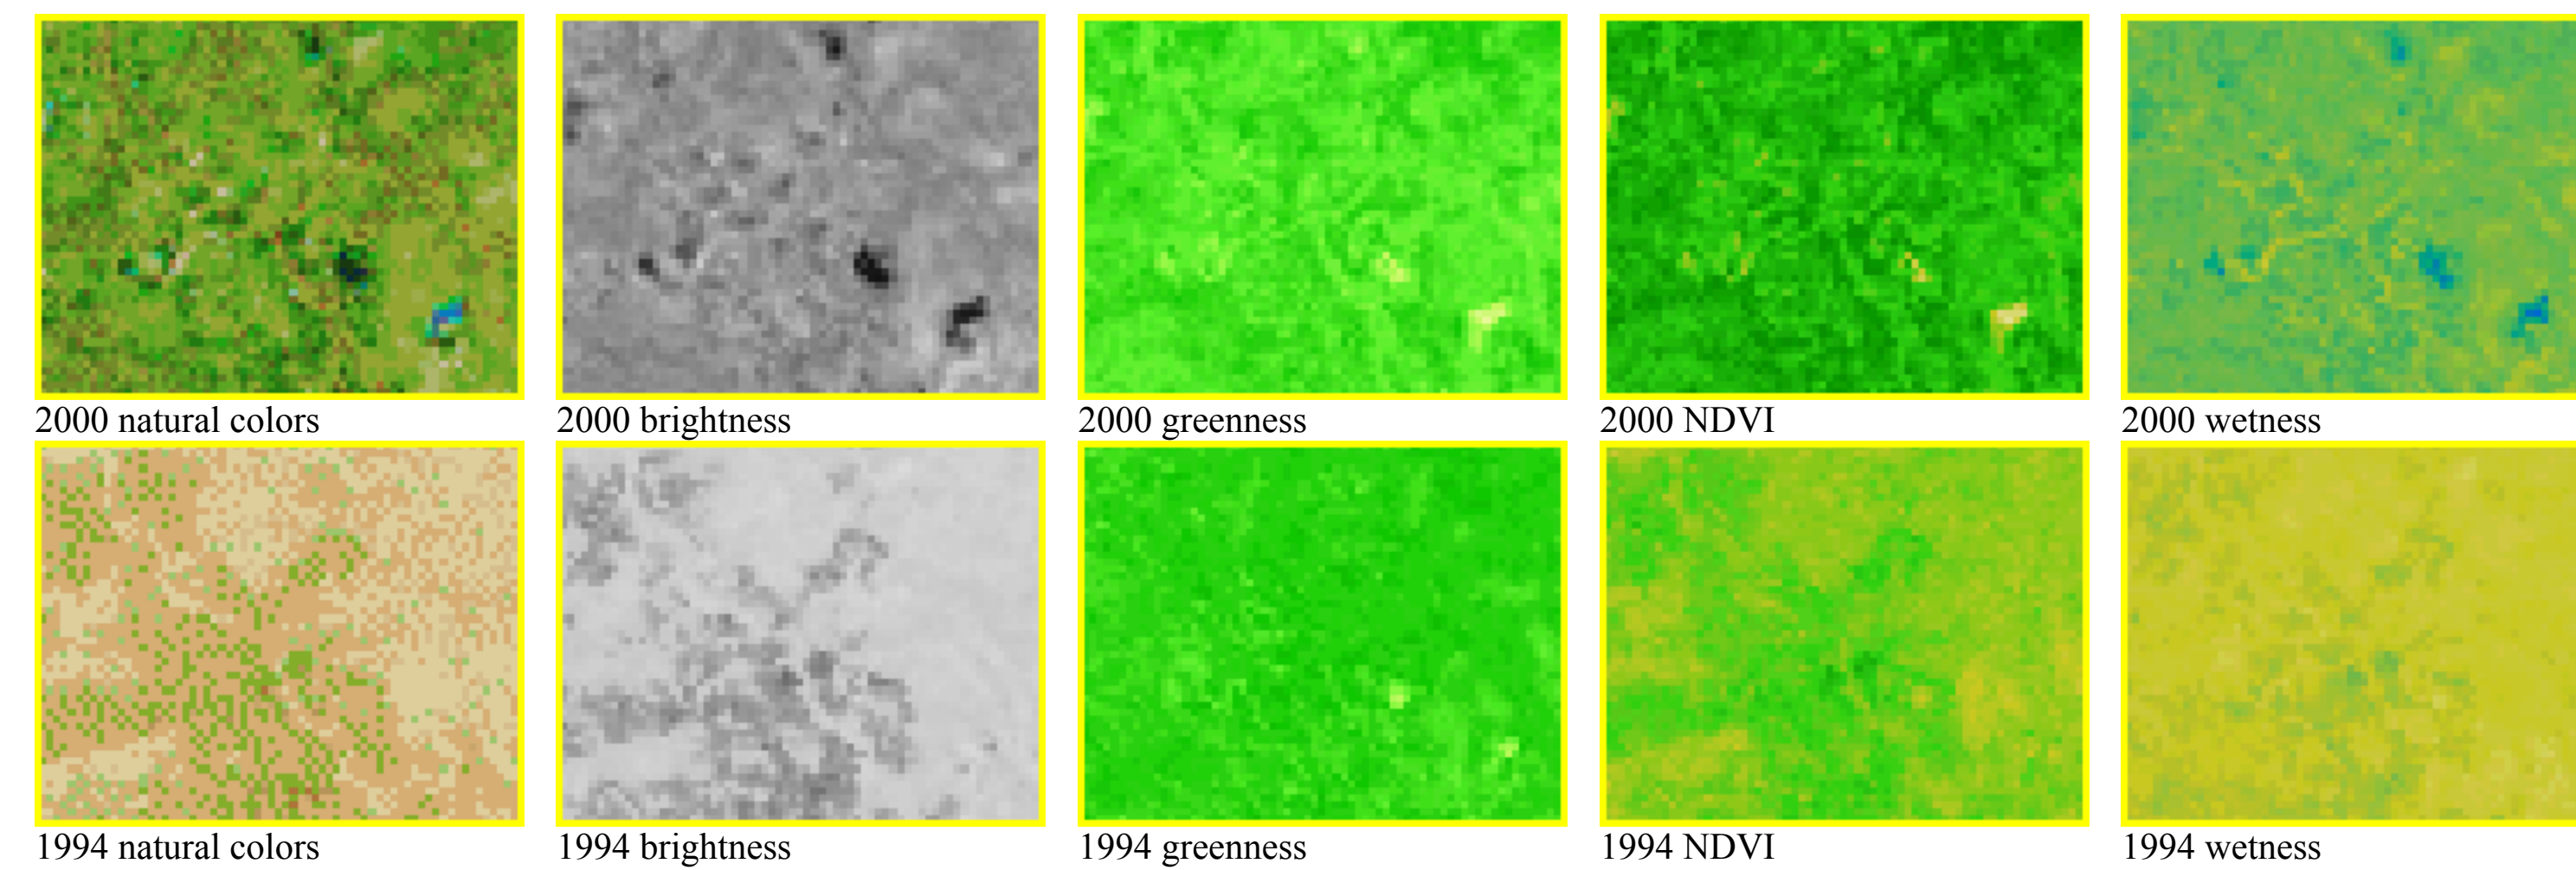 2000 natural colors
2000 brightness
2000 greenness
2000 NDVI
2000 wetness
1994 natural colors
1994 brightness
1994 greenness
1994 NDVI
1994 wetness